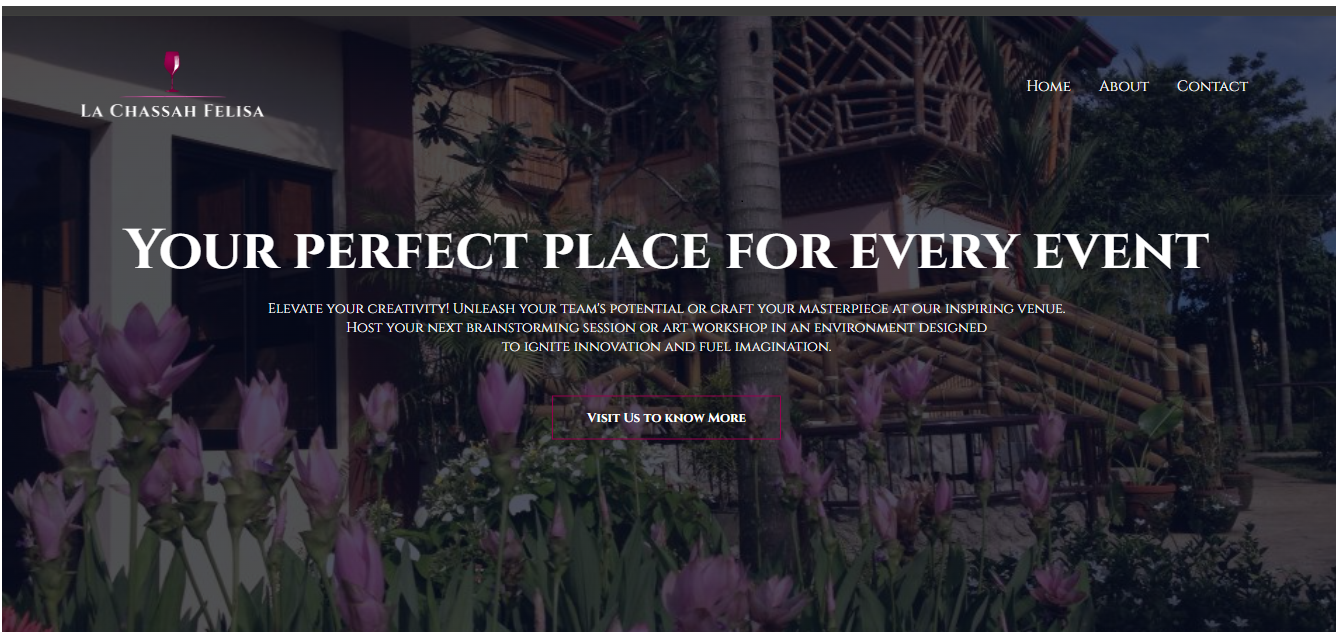 La Chassah Felisa
Home About Contact
Your perfect place for every event
Elevate your creativity! Unleash your team's potential or craft your masterpiece at our inspiring venue.
Host your next brainstorming session or art workshop in an environment designed
to ignite innovation and fuel imagination.
Visit Us to know More